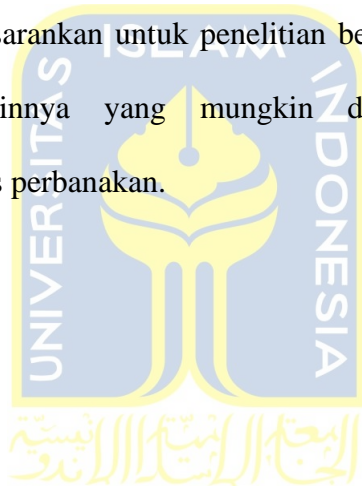 sarankan untuk penelitian be
innya yang mungkin d
s perbanakan.
UNIVERSITAS
ISLAM
INDONESIA